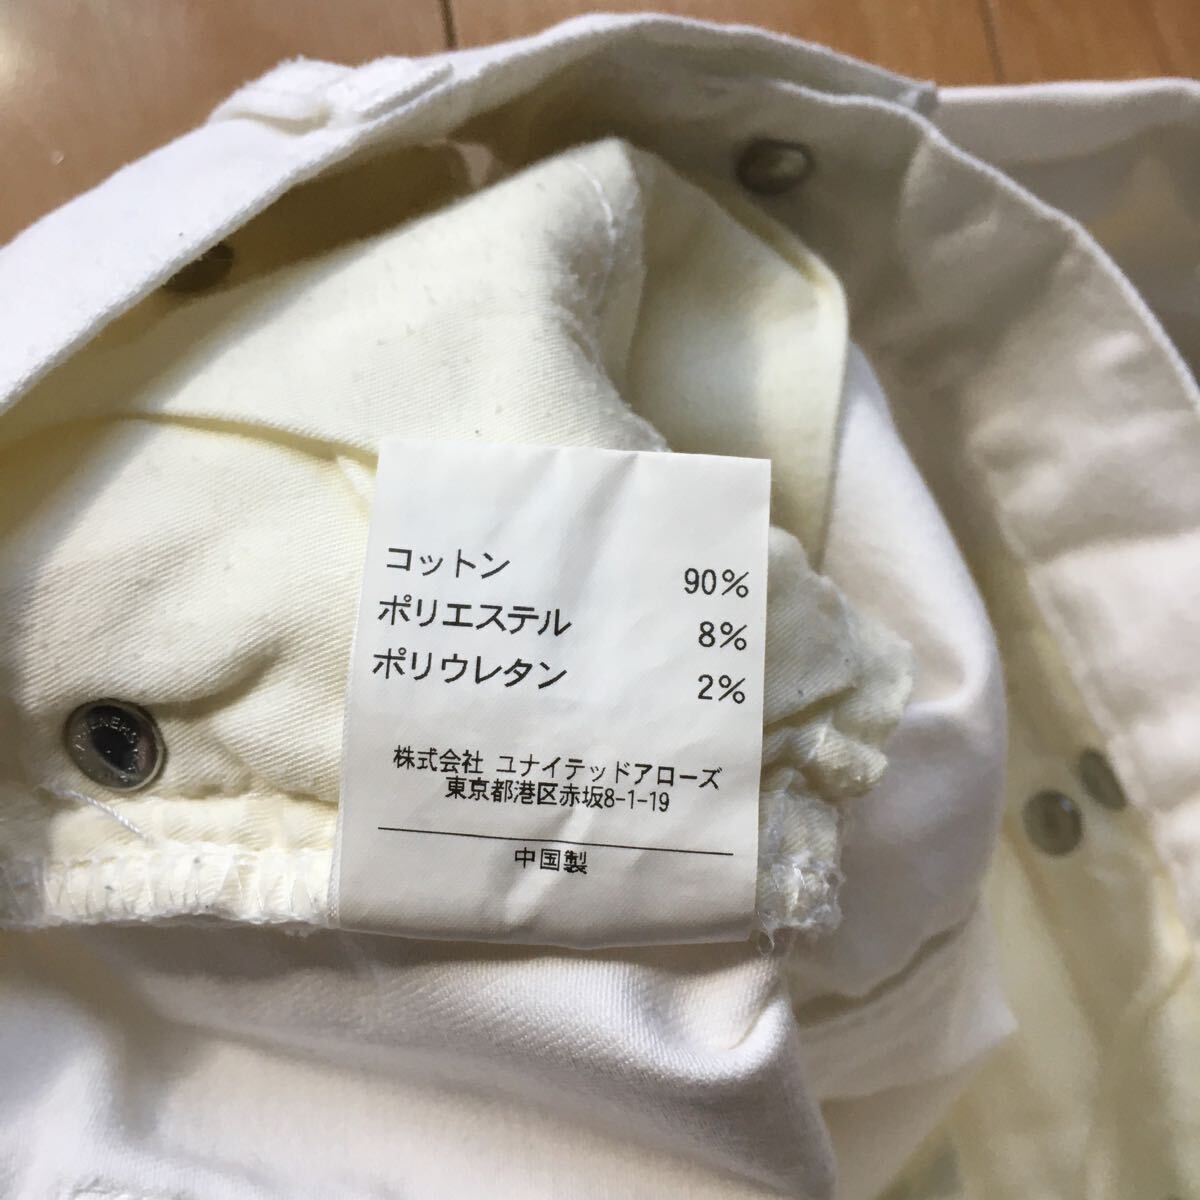 コットン 90%
ポリエステル 8%
ポリウレタン 2%
株式会社 ユナイテッドアローズ
東京都港区赤坂8-1-19
中国製